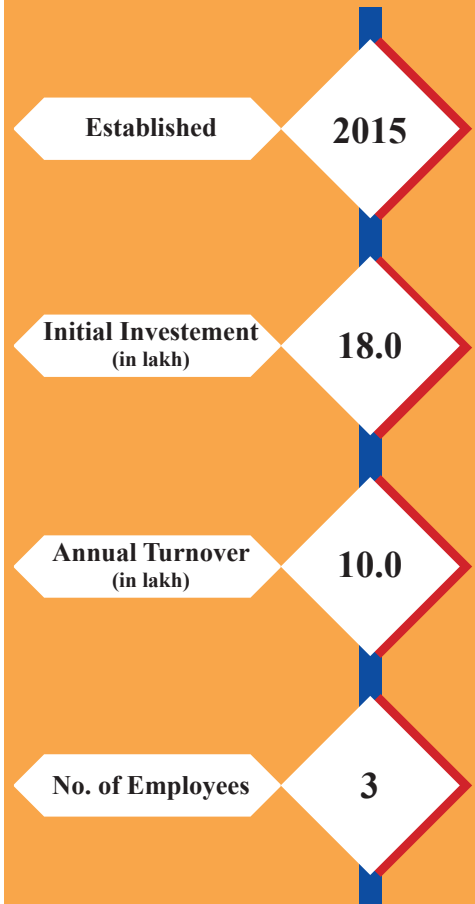 Established
2015
Initial Investement
(in lakh)
18.0
Annual Turnover
(in lakh)
10.0
No. of Employees
3